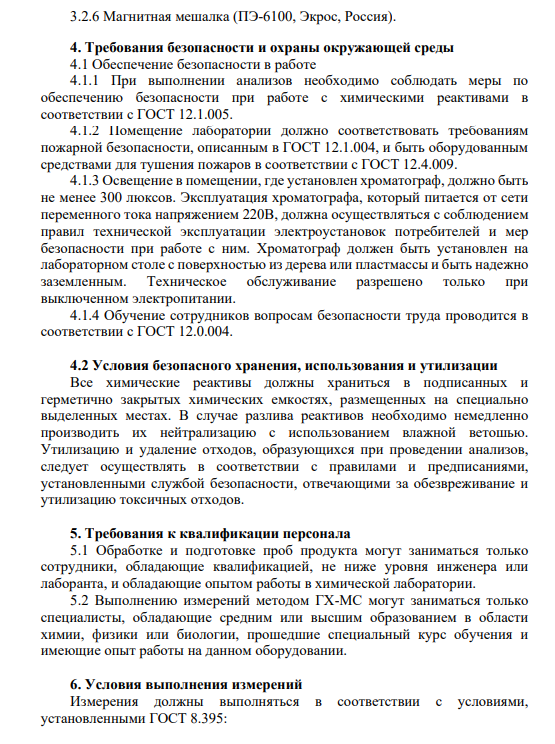 3.2.6 Магнитная мешалка (ПЭ-6100, Экрос, Россия).
4. Требования безопасности и охраны окружающей среды
4.1 Обеспечение безопасности в работе
4.1.1 При выполнении анализов необходимо соблюдать меры по
обеспечению безопасности при работе с химическими реактивами в
соответствии с ГОСТ 12.1.005.
4.1.2 Помещение лаборатории должно соответствовать требованиям
пожарной безопасности, описанным в ГОСТ 12.1.004, и быть оборудованным
средствами для тушения пожаров в соответствии с ГОСТ 12.4.009.
4.1.3 Освещение в помещении, где установлен хроматограф, должно быть
не менее 300 люксов. Эксплуатация хроматографа, который питается от сети
переменного тока напряжением 220В, должна осуществляться с соблюдением
правил технической эксплуатации электроустановок потребителей и мер
безопасности при работе с ним. Хроматограф должен быть установлен на
лабораторном столе с поверхностью из дерева или пластмассы и быть надежно
заземленным. Техническое обслуживание разрешено только при
выключенном электропитании.
4.1.4 Обучение сотрудников вопросам безопасности труда проводится в
соответствии с ГОСТ 12.0.004.
4.2 Условия безопасного хранения, использования и утилизации
Все химические реактивы должны храниться в подписанных и
герметично закрытых химических емкостях, размещенных на специально
выделенных местах. В случае разлива реактивов необходимо немедленно
производить их нейтрализацию с использованием влажной ветошью.
Утилизацию и удаление отходов, образующихся при проведении анализов,
следует осуществлять в соответствии с правилами и предписаниями,
установленными службой безопасности, отвечающими за обезвреживание и
утилизацию токсичных отходов.
5. Требования к квалификации персонала
5.1 Обработке и подготовке проб продукта могут заниматься только
сотрудники, обладающие квалификацией, не ниже уровня инженера или
лаборанта, и обладающие опытом работы в химической лаборатории.
5.2 Выполнению измерений методом ГХ-МС могут заниматься только
специалисты, обладающие средним или высшим образованием в области
химии, физики или биологии, прошедшие специальный курс обучения и
имеющие опыт работы на данном оборудовании.
6. Условия выполнения измерений
Измерения должны выполняться в соответствии с условиями,
установленными ГОСТ 8.395: